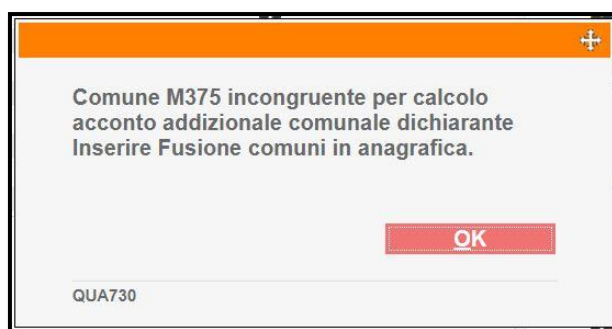 Comune M375 incongruente per calcolo
acconto addizionale comunale dichiarante
Inserire Fusione comuni in anagrafica.
OK
QUA730